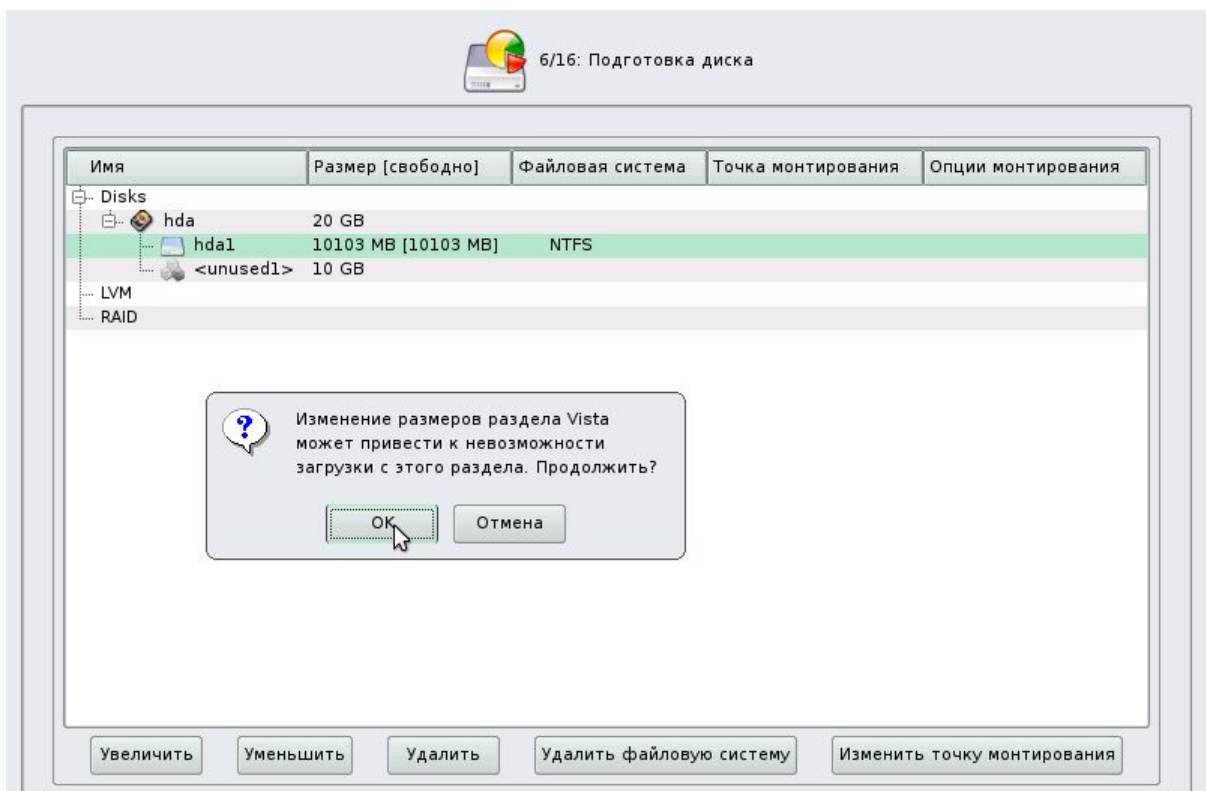 6/16: Подготовка диска
Имя Размер [свободно] Файловая система Точка монтирования Опции монтирования
Disks
hda 20 GB
hda1 10103 MB [10103 MB] NTFS
<unused1> 10 GB
LVM
RAID
Изменение размеров раздела Vista
может привести к невозможности
загрузки с этого раздела. Продолжить?
OK Отмена
Увеличить Уменьшить Удалить Удалить файловую систему Изменить точку монтирования